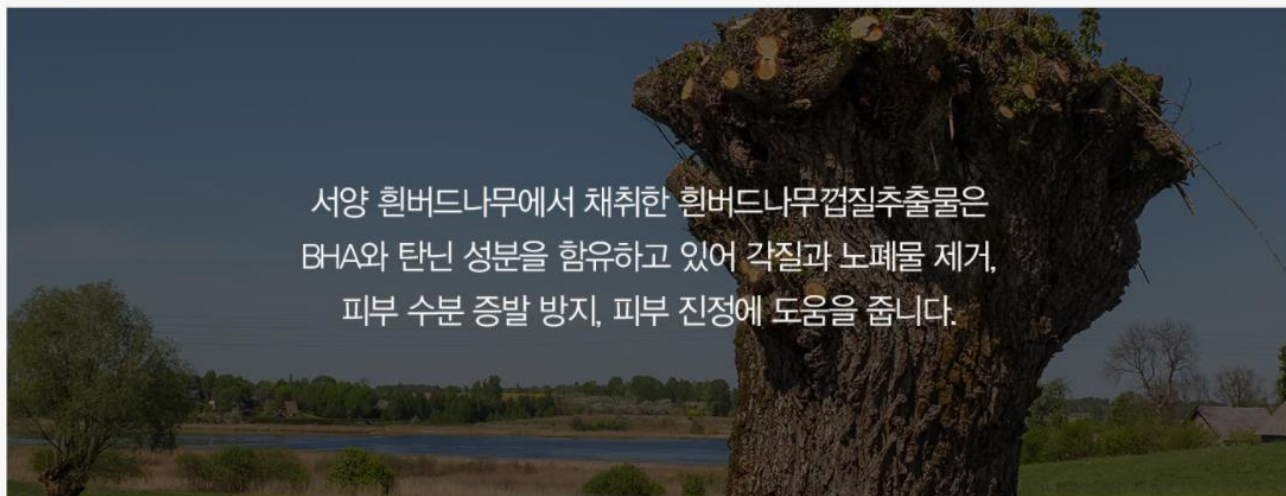 서양 흰버드나무에서 채취한 흰버드나무껍질추출물은
BHA와 탄닌 성분을 함유하고 있어 각질과 노폐물 제거,
피부 수분 증발 방지, 피부 진정에 도움을 줍니다.